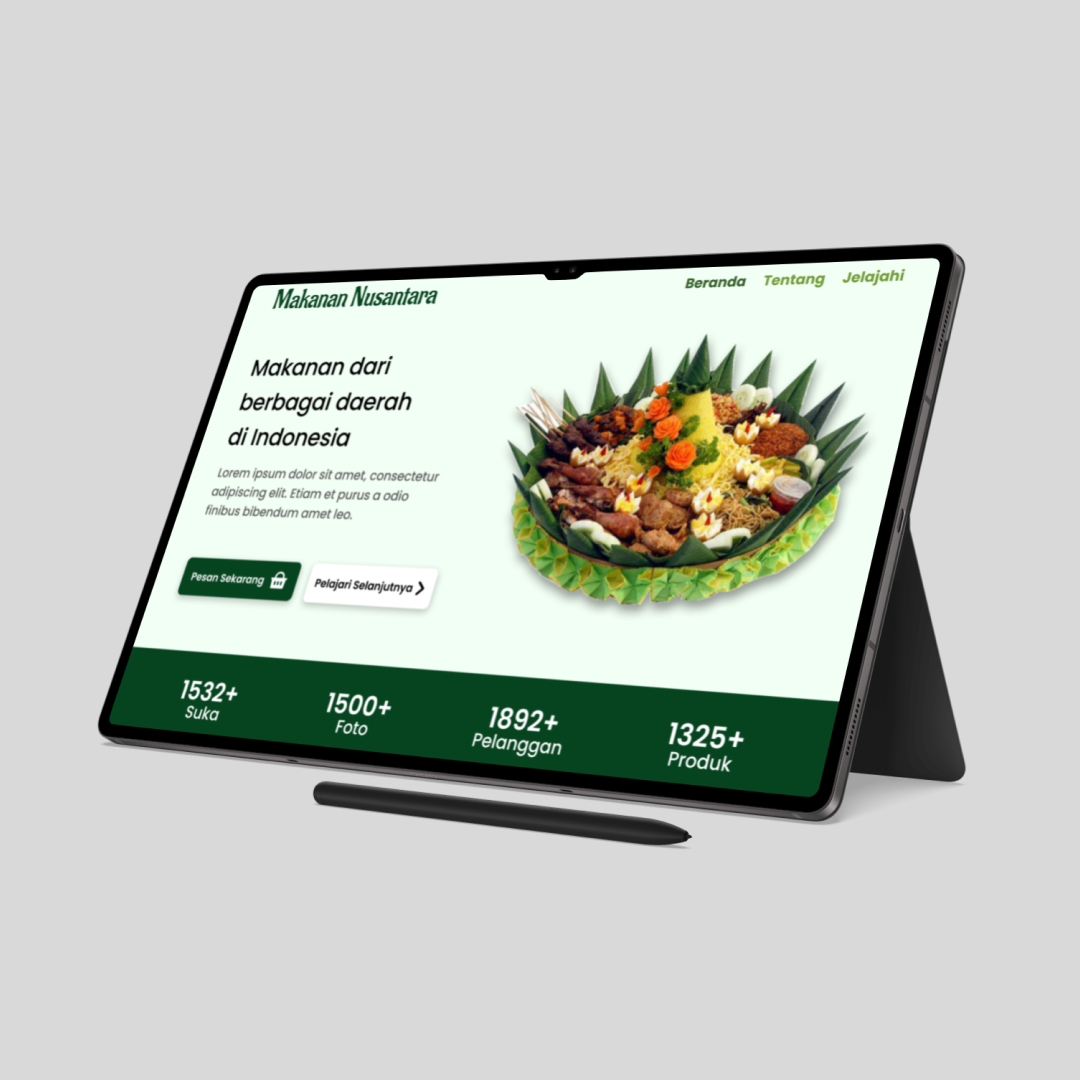 Makanan Nusantara
Beranda Tentang Jelajahi
Makanan dari
berbagai daerah
di Indonesia
Lorem ipsum dolor sit amet, consectetur
adipiscing elit. Etiam et purus a odio
finibus bibendum amet leo.
Pesan Sekarang
Pelajari Selanjutnya
1532+
Suka
1500+
Foto
1892+
Pelanggan
1325+
Produk